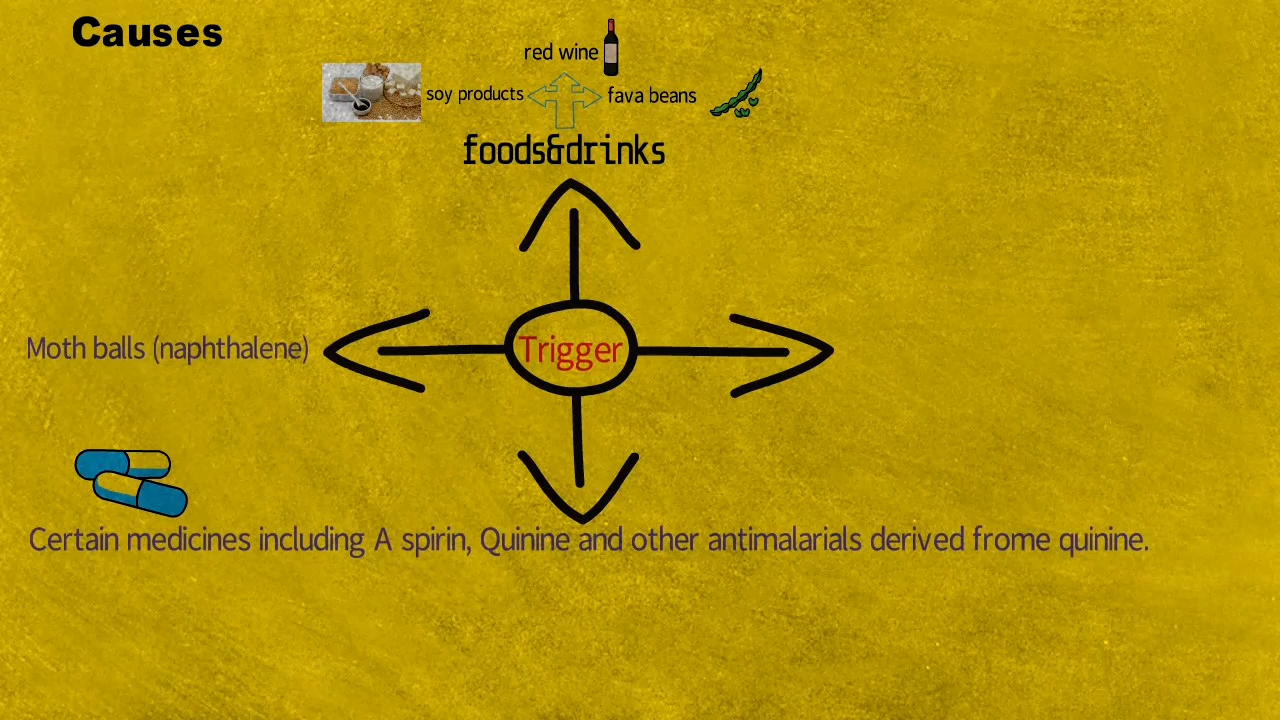 Causes
red wine
soy products
fava beans
foods&drinks
Moth balls (naphthalene)
Trigger
Certain medicines including A spirin, Quinine and other antimalarials derived frome quinine.